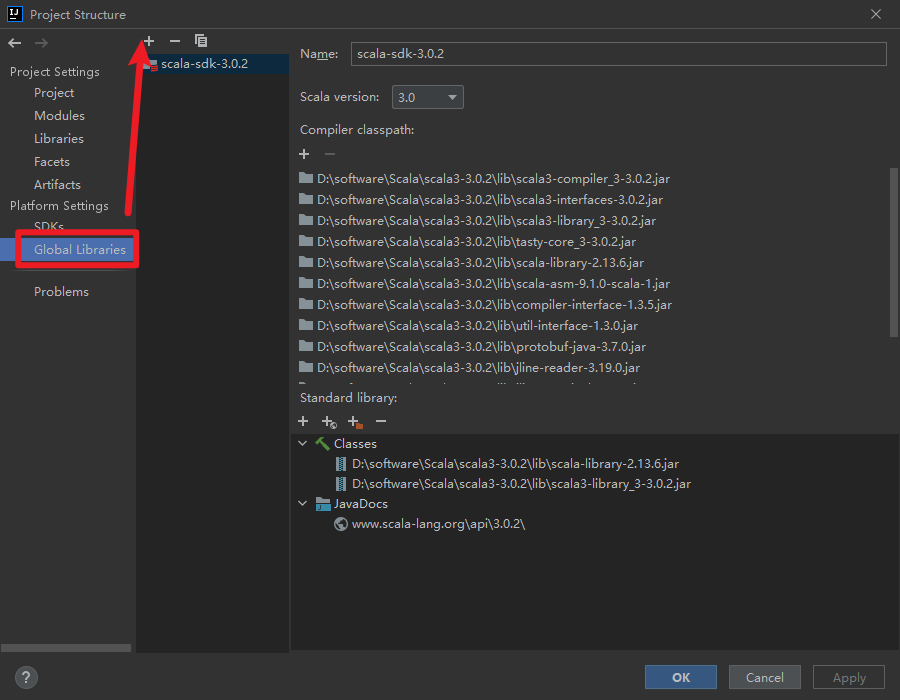 IJ
Project Structure
Project Settings
Project
Modules
Libraries
Facets
Artifacts
Platform Settings
SDKs
Global Libraries
Problems
scala-sdk-3.0.2
Name:
scala-sdk-3.0.2
Scala version:
3.0
Compiler classpath:
D:\software\Scala\scala3-3.0.2\lib\scala3-compiler_3-3.0.2.jar
D:\software\Scala\scala3-3.0.2\lib\scala3-interfaces-3.0.2.jar
D:\software\Scala\scala3-3.0.2\lib\scala3-library_3-3.0.2.jar
D:\software\Scala\scala3-3.0.2\lib\tasty-core_3-3.0.2.jar
D:\software\Scala\scala3-3.0.2\lib\scala-library-2.13.6.jar
D:\software\Scala\scala3-3.0.2\lib\scala-asm-9.1.0-scala-1.jar
D:\software\Scala\scala3-3.0.2\lib\compiler-interface-1.3.5.jar
D:\software\Scala\scala3-3.0.2\lib\util-interface-1.3.0.jar
D:\software\Scala\scala3-3.0.2\lib\protobuf-java-3.7.0.jar
D:\software\Scala\scala3-3.0.2\lib\jline-reader-3.19.0.jar
Standard library:
Classes
D:\software\Scala\scala3-3.0.2\lib\scala-library-2.13.6.jar
D:\software\Scala\scala3-3.0.2\lib\scala3-library_3-3.0.2.jar
JavaDocs
www.scala-lang.org\api\3.0.2\
?
OK
Cancel
Apply